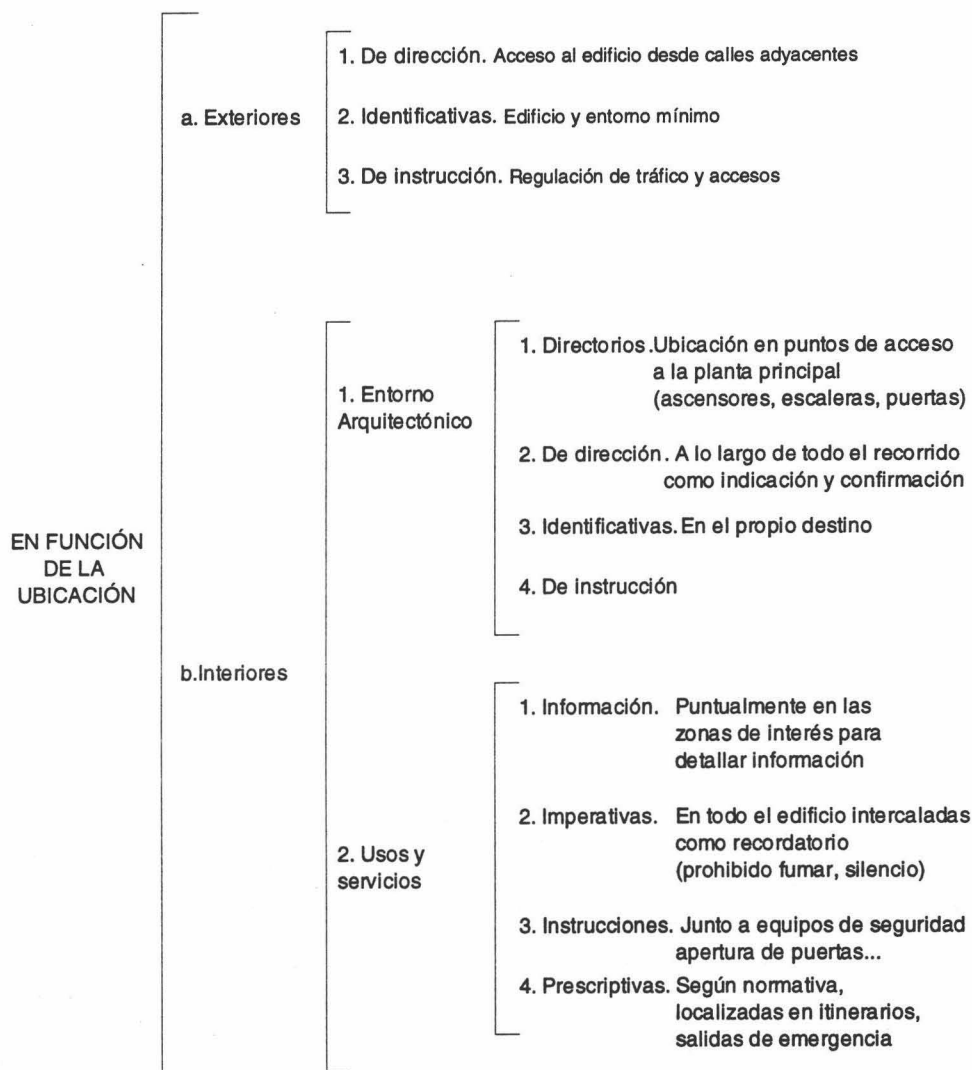 1. De dirección. Acceso al edificio desde calles adyacentes
a. Exteriores
2. Identificativas. Edificio y entorno mínimo
3. De instrucción. Regulación de tráfico y accesos
EN FUNCIÓN
DE LA
UBICACIÓN
b.Interiores
1. Entorno
Arquitectónico
1. Directorios.Ubicación en puntos de acceso
a la planta principal
(ascensores, escaleras, puertas)
2. De dirección. A lo largo de todo el recorrido
como indicación y confirmación
3. Identificativas. En el propio destino
4. De instrucción
2. Usos y
servicios
1. Información. Puntualmente en las
zonas de interés para
detallar información
2. Imperativas. En todo el edificio intercaladas
como recordatorio
(prohibido fumar, silencio)
3. Instrucciones. Junto a equipos de seguridad
apertura de puertas...
4. Prescriptivas. Según normativa,
localizadas en itinerarios,
salidas de emergencia